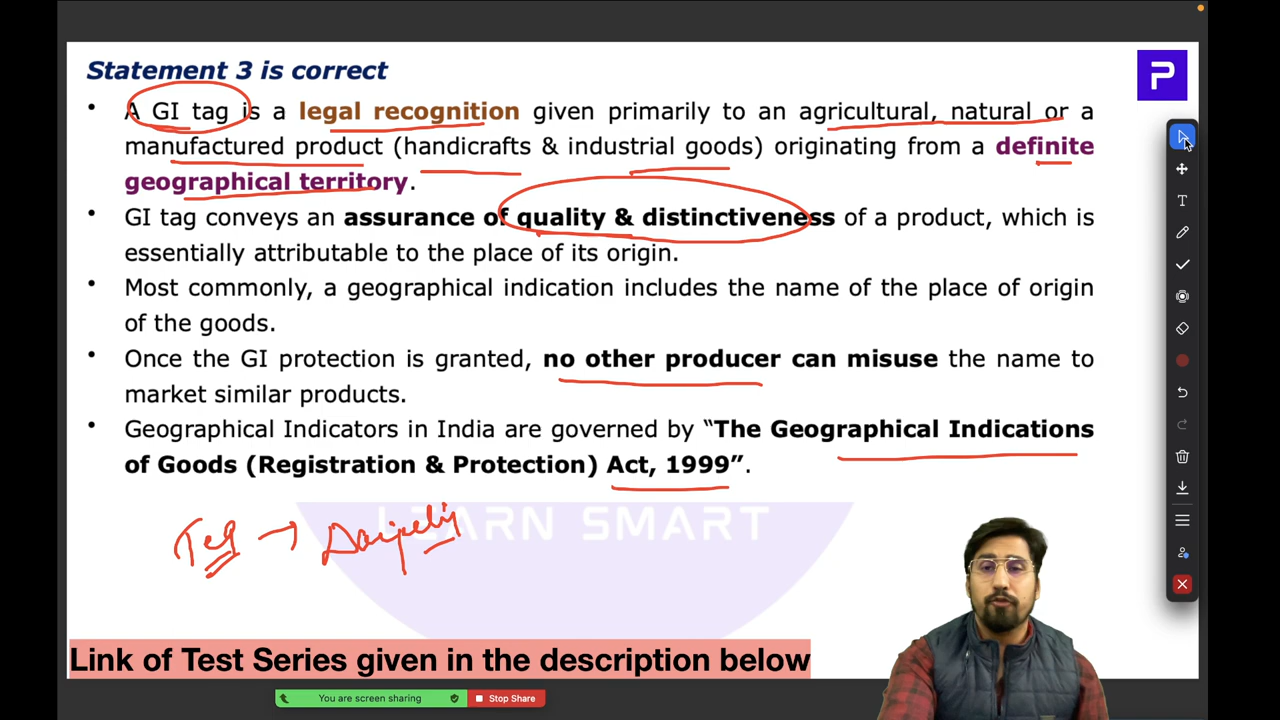 Statement 3 is correct
• A GI tag is a legal recognition given primarily to an agricultural, natural or a
manufactured product (handicrafts & industrial goods) originating from a definite
geographical territory.
• GI tag conveys an assurance of quality & distinctiveness of a product, which is
essentially attributable to the place of its origin.
• Most commonly, a geographical indication includes the name of the place of origin
of the goods.
• Once the GI protection is granted, no other producer can misuse the name to
market similar products.
• Geographical Indicators in India are governed by “The Geographical Indications
of Goods (Registration & Protection) Act, 1999”.
LEARN SMART
Link of Test Series given in the description below
You are screen sharing
Stop Share